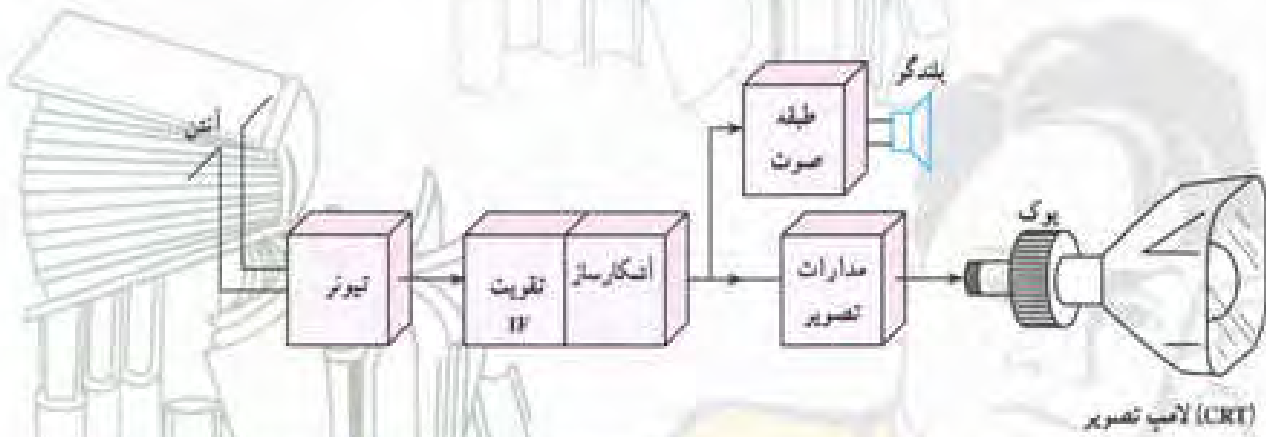 آنتن
تیونر
تقویت
IF
آشکارساز
طبقه
صوت
بلندگو
مدارات
تصویر
یوک
(CRT) لامپ تصویر